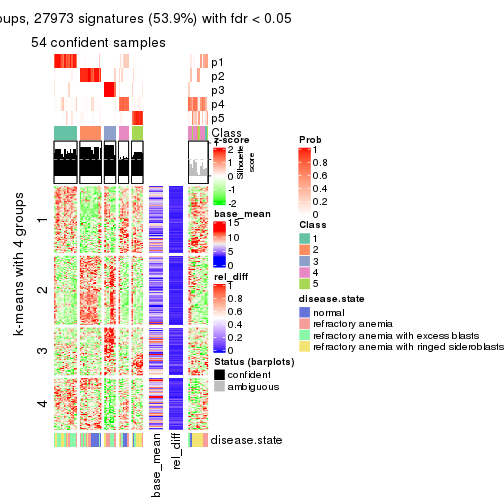 oups, 27973 signatures (53.9%) with fdr < 0.05
54 confident samples
p1
p2
p3
p4
p5
Class
z-score
2
1
0
-1
-2
Silhouette
score
base_mean
15
10
5
0
rel_diff
1
0.8
0.6
0.4
0.2
0
Status (barplots)
confident
ambiguous
Prob
1
0.8
0.6
0.4
0.2
0
Class
1
2
3
4
5
disease.state
normal
refractory anemia
refractory anemia with excess blasts
refractory anemia with ringed sideroblasts
k-means with 4 groups
1
2
3
4
disease.state
base_mean
rel_diff